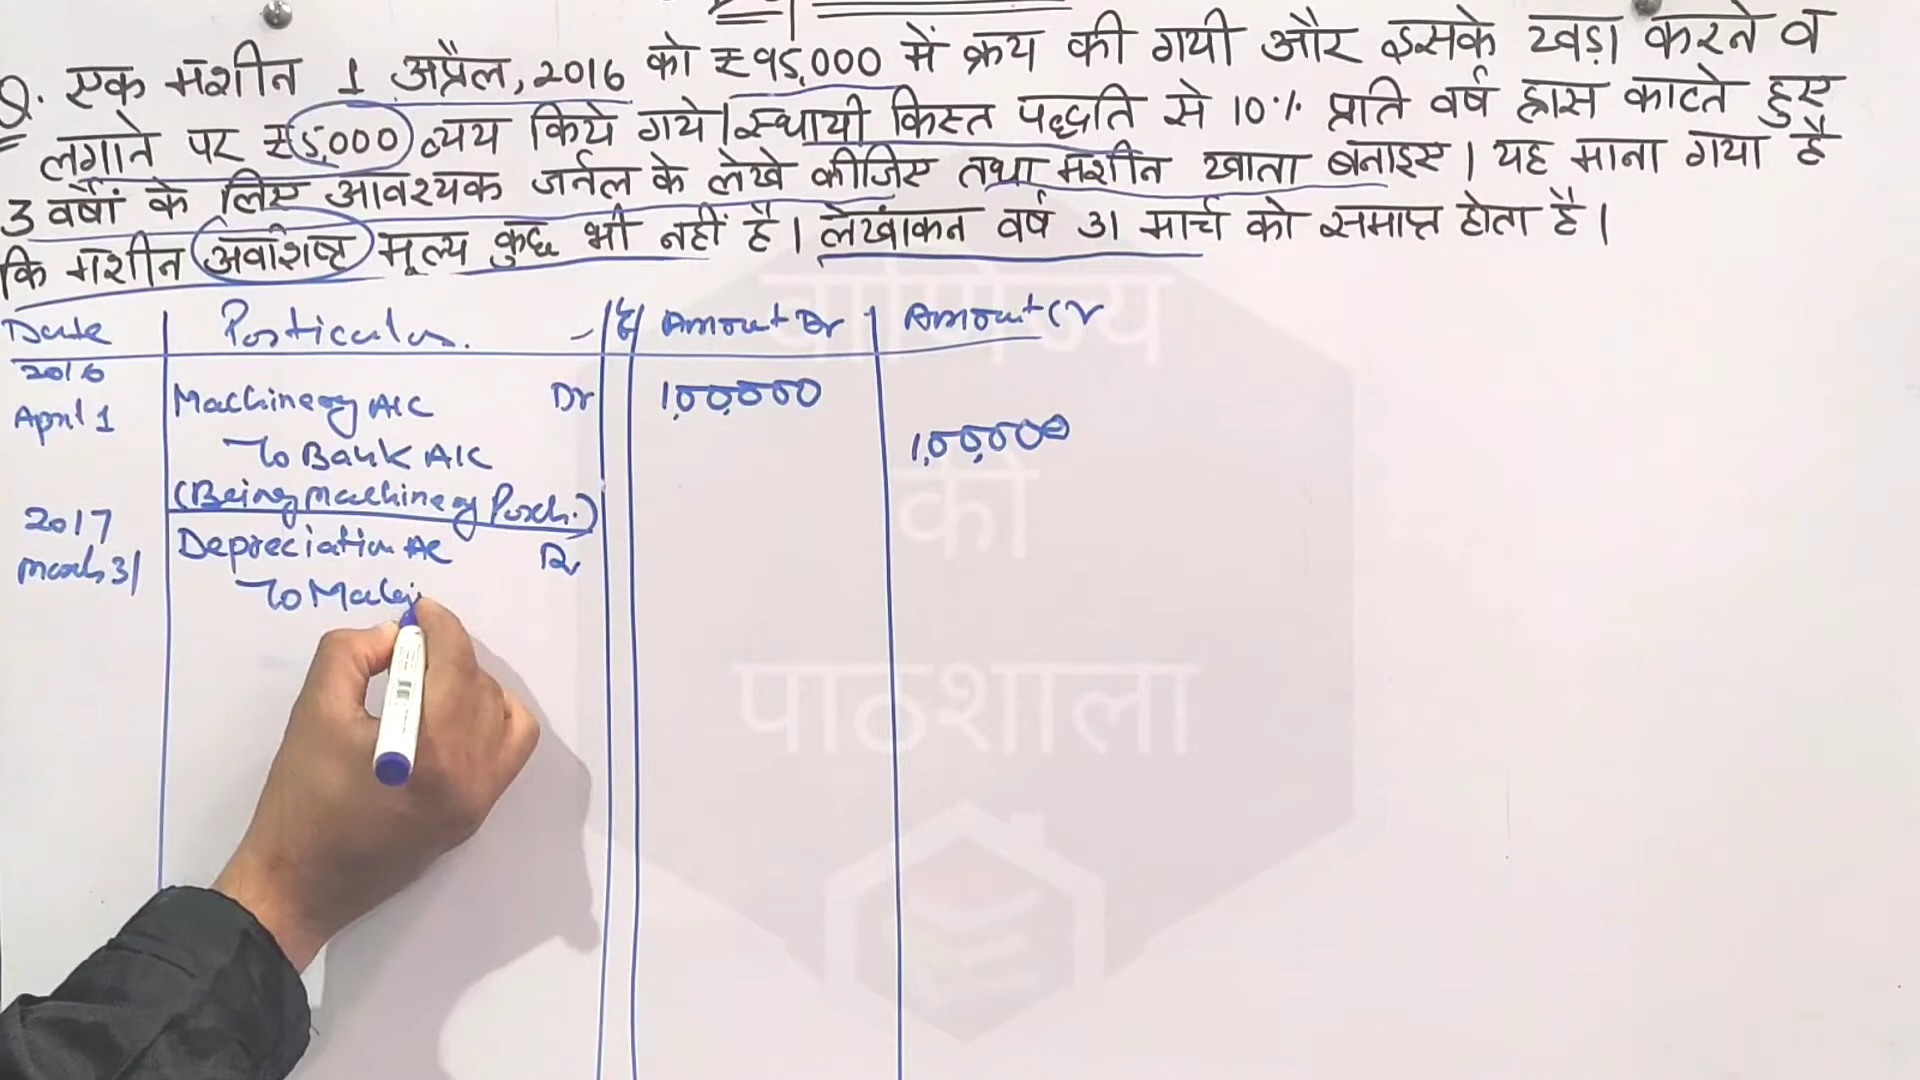 Q. एक मशीन 1 अप्रैल, 2016 को ₹95,000 में क्रय की गयी और इसके खड़ा करने व
लगाने पर ₹5,000 व्यय किये गये। स्थायी किस्त पद्धति से 10% प्रति वर्ष ह्रास काटते हुए
3 वर्षों के लिए आवश्यक जर्नल के लेखे कीजिए तथा मशीन खाता बनाइए। यह माना गया है
कि मशीन अवशिष्ट मूल्य कुछ भी नहीं है। लेखांकन वर्ष 31 मार्च को समाप्त होता है।
Date Particulars. Amount Dr Amount Cr
2016
April 1 Machinery A/C Dr 1,00,000
To Bank A/C 1,00,000
(Being machinery Purch.)
2017
March 31 Depreciation A/C Dr
To
वाणिज्य
की
पाठशाला